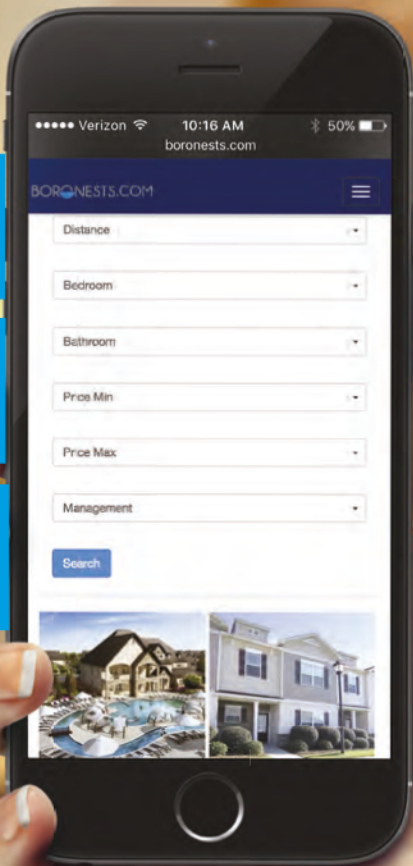 Verizon 10:16 AM 50%
boronests.com
BORONESTS.COM
Distance
Bedroom
Bathroom
Price Min
Price Max
Management
Search